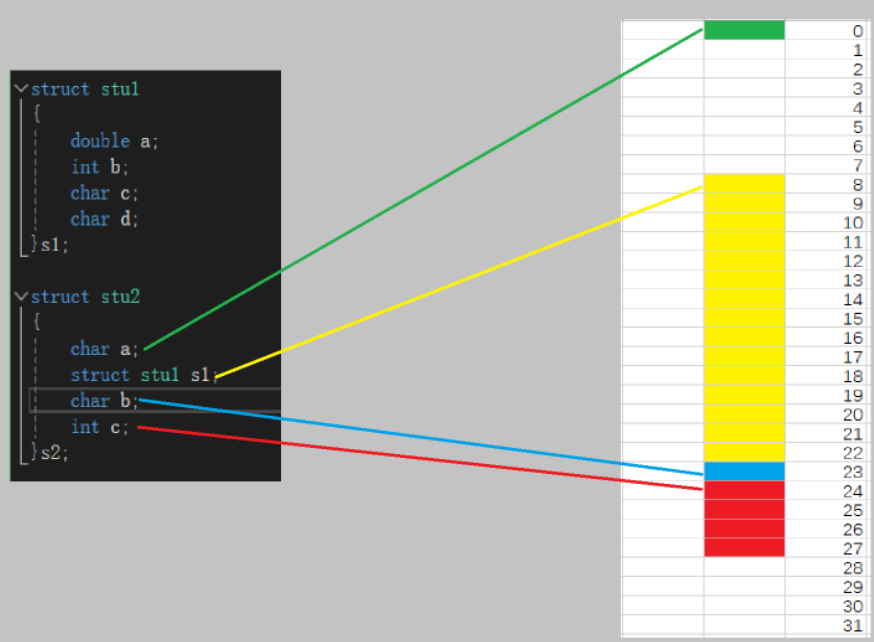 struct stu1
{
double a;
int b;
char c;
char d;
}s1;
struct stu2
{
char a;
struct stu1 s1;
char b;
int c;
}s2;
0
1
2
3
4
5
6
7
8
9
10
11
12
13
14
15
16
17
18
19
20
21
22
23
24
25
26
27
28
29
30
31